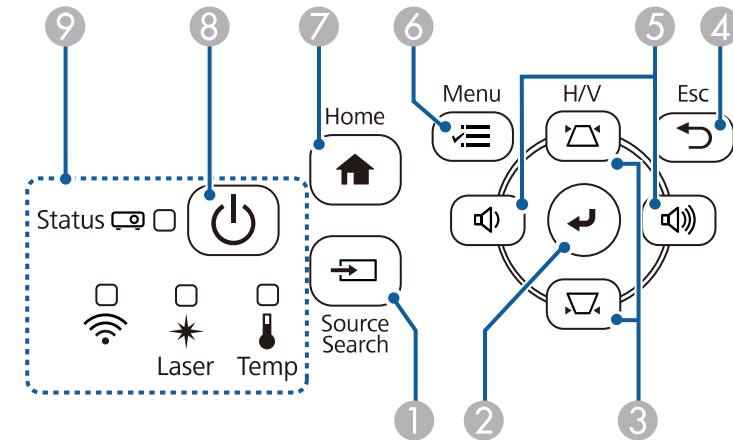 9
8
7
6
5
4
Home
Menu
H/V
Esc
Status
Source
Search
Laser
Temp
1
2
3